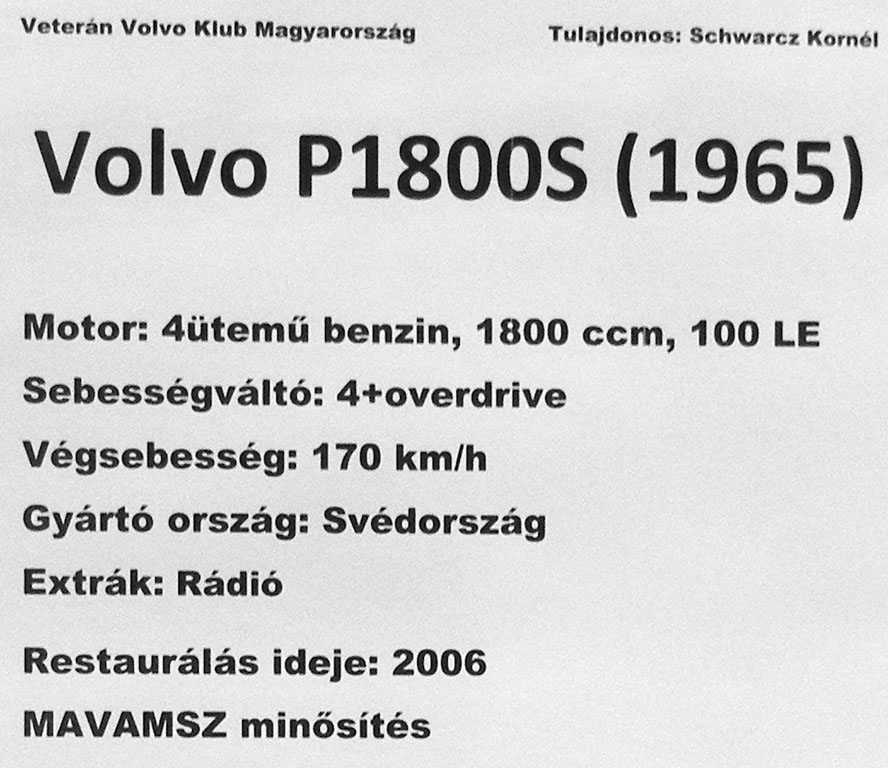 Veterán Volvo Klub Magyarország Tulajdonos: Schwarcz Kornél
Volvo P1800S (1965)
Motor: 4ütemű benzin, 1800 ccm, 100 LE
Sebességváltó: 4+overdrive
Végsebesség: 170 km/h
Gyártó ország: Svédország
Extrák: Rádió
Restaurálás ideje: 2006
MAVAMSZ minősítés